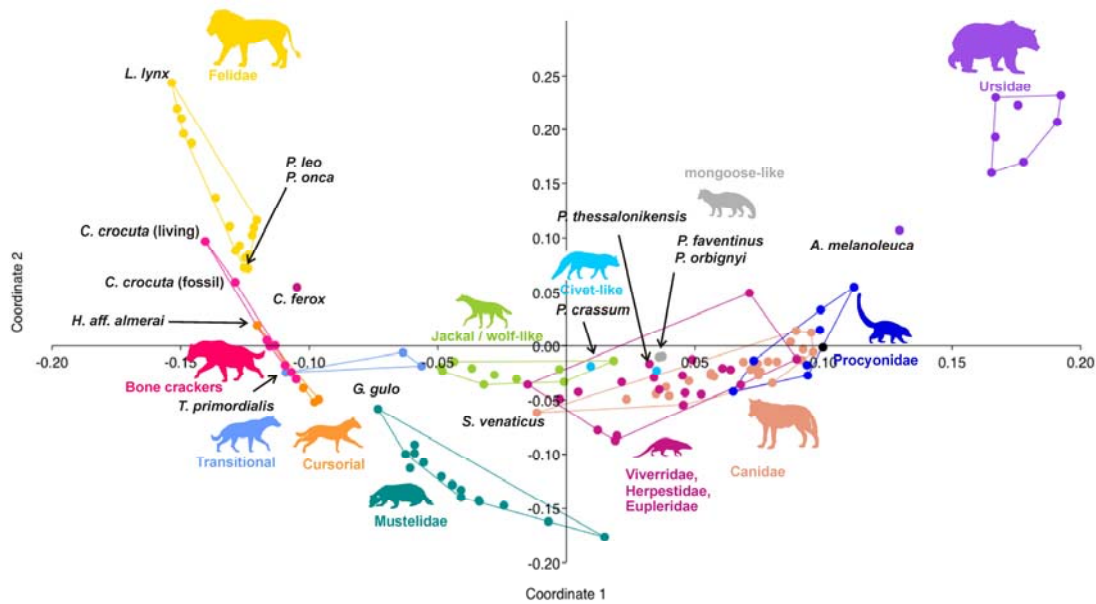 L. lynx
Felidae
Ursidae
P. leo
P. onca
mongoose-like
P. thessalonikensis
P. faventinus
P. orbignyi
A. melanoleuca
C. crocuta (living)
C. crocuta (fossil)
C. ferox
Civet-like
P. crassum
H. aff. almerai
Jackal / wolf-like
Procyonidae
Bone crackers
T. primordialis
G. gulo
S. venaticus
Transitional
Cursorial
Mustelidae
Viverridae,
Herpestidae,
Eupleridae
Canidae
Coordinate 2
0.25
0.20
0.15
0.10
0.05
0.00
-0.05
-0.10
-0.15
-0.20
-0.20
-0.15
-0.10
-0.05
0.05
0.10
0.15
0.20
Coordinate 1